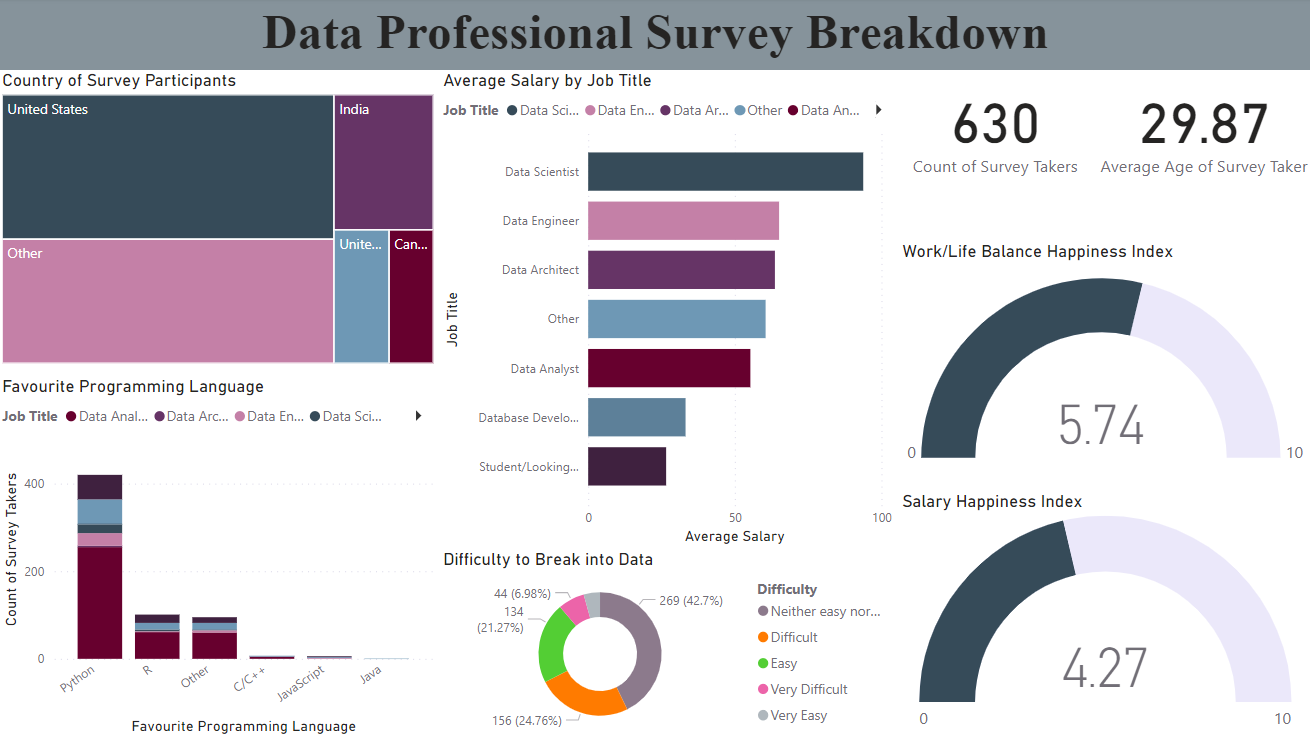 Data Professional Survey Breakdown
Country of Survey Participants
United States
India
Other
Unite...
Can...
Favourite Programming Language
Job Title Data Anal... Data Arc... Data En... Data Sci...
Count of Survey Takers
400
200
0
Python
R
Other
C/C++
JavaScript
Java
Favourite Programming Language
Average Salary by Job Title
Job Title Data Sci... Data En... Data Ar... Other Data An...
Job Title
Data Scientist
Data Engineer
Data Architect
Other
Data Analyst
Database Develo...
Student/Looking...
0 50 100
Average Salary
Difficulty to Break into Data
44 (6.98%)
134
(21.27%)
156 (24.76%)
269 (42.7%)
Difficulty
Neither easy nor...
Difficult
Easy
Very Difficult
Very Easy
630
Count of Survey Takers
29.87
Average Age of Survey Taker
Work/Life Balance Happiness Index
5.74
0 10
Salary Happiness Index
4.27
0 10